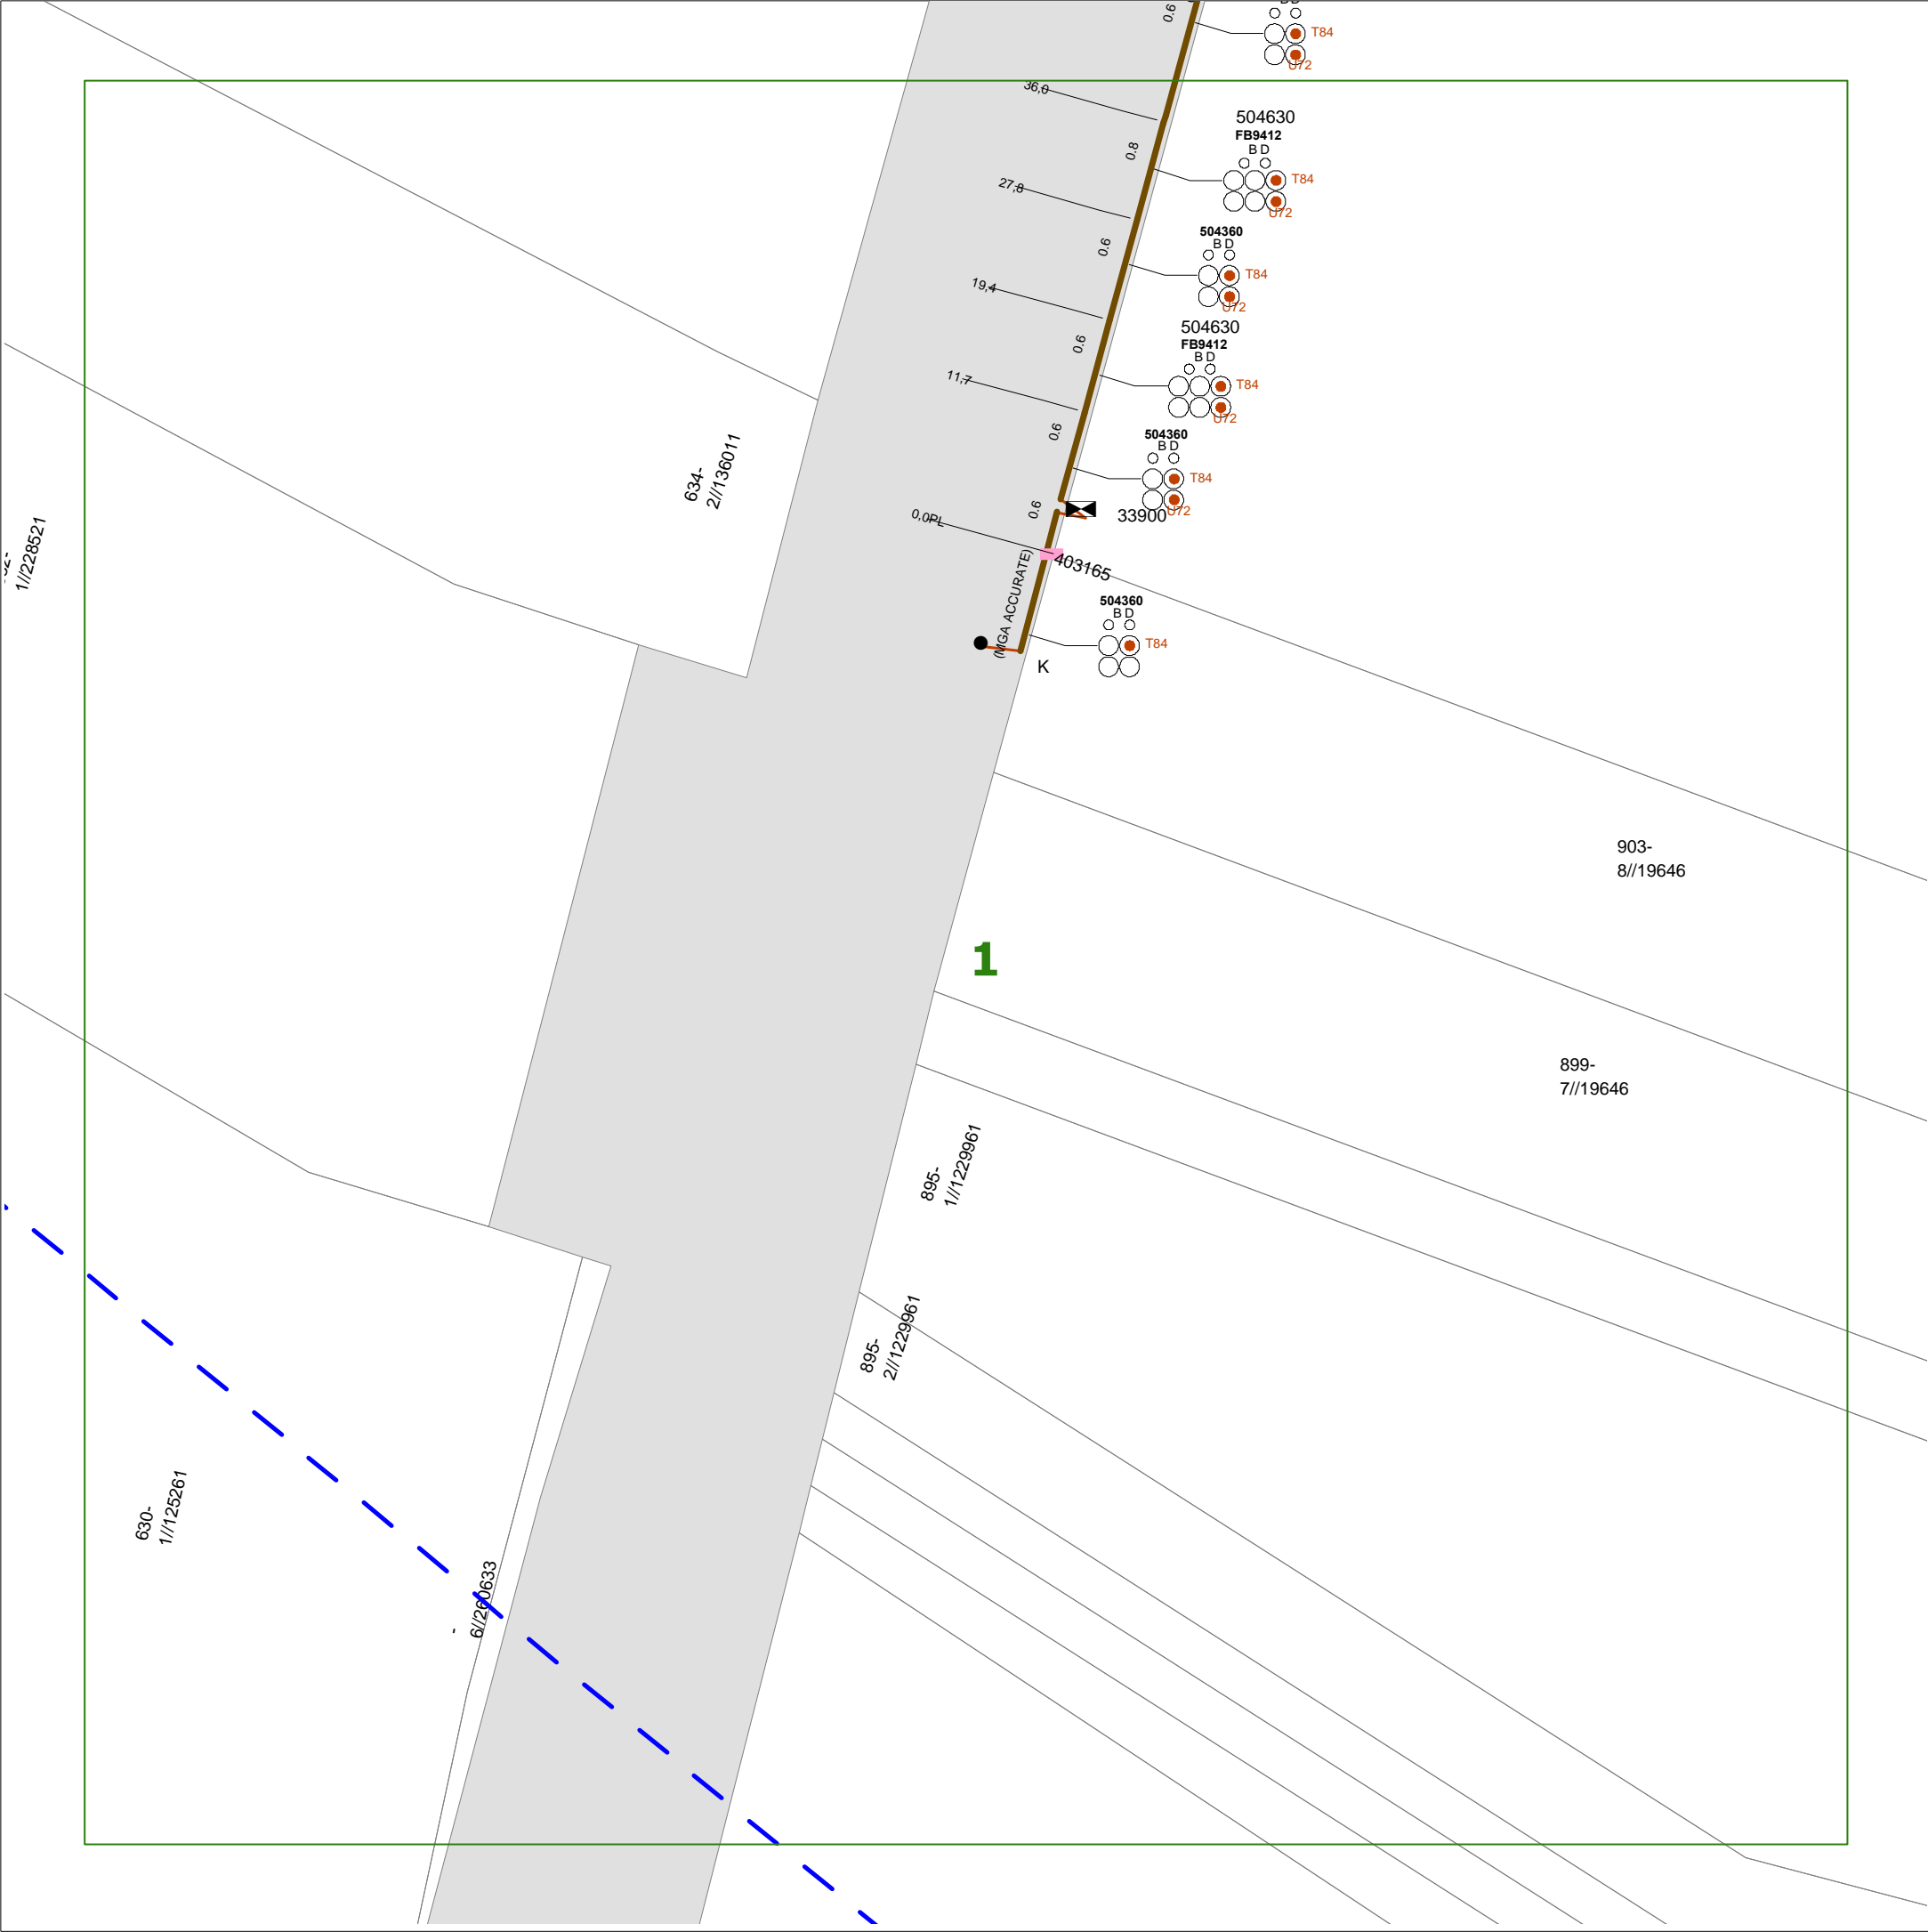 0.6
T84
U72
36,0
504630
FB9412
B D
T84
U72
0.8
27,8
504360
B D
T84
U72
0.6
19,4
504630
FB9412
B D
T84
U72
0.6
11,7
504360
B D
T84
U72
0.6
634-
2//136011
0.6
33900
0,0PL
(MGA ACCURATE)
403165
1//228521
504360
B D
T84
K
903-
8//19646
1
899-
7//19646
895-
1//1229961
895-
2//1229961
630-
1//125261
-
6//260633